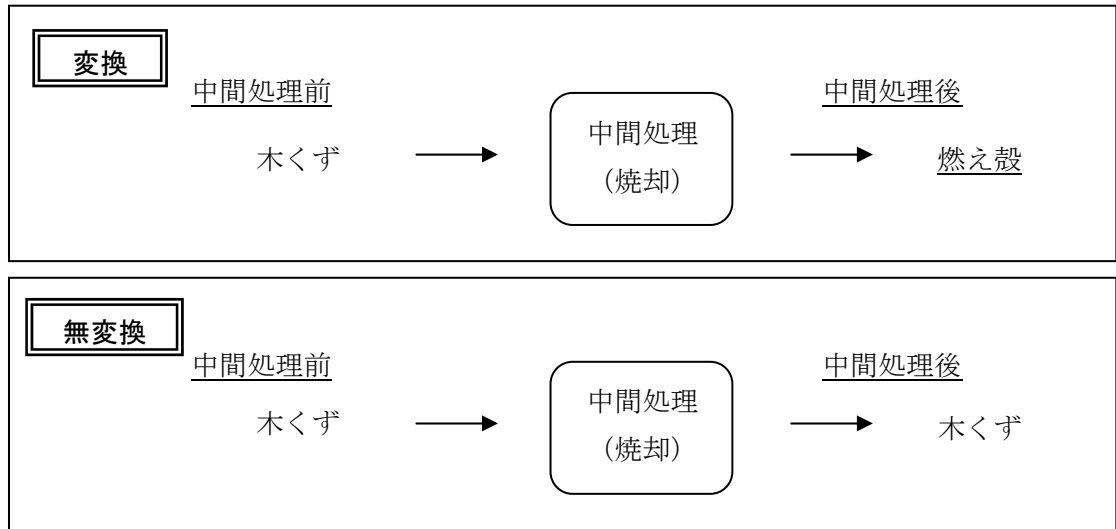 変換
中間処理前
中間処理後
木くず
中間処理
（焼却）
燃え殻
無変換
中間処理前
中間処理後
木くず
中間処理
（焼却）
木くず